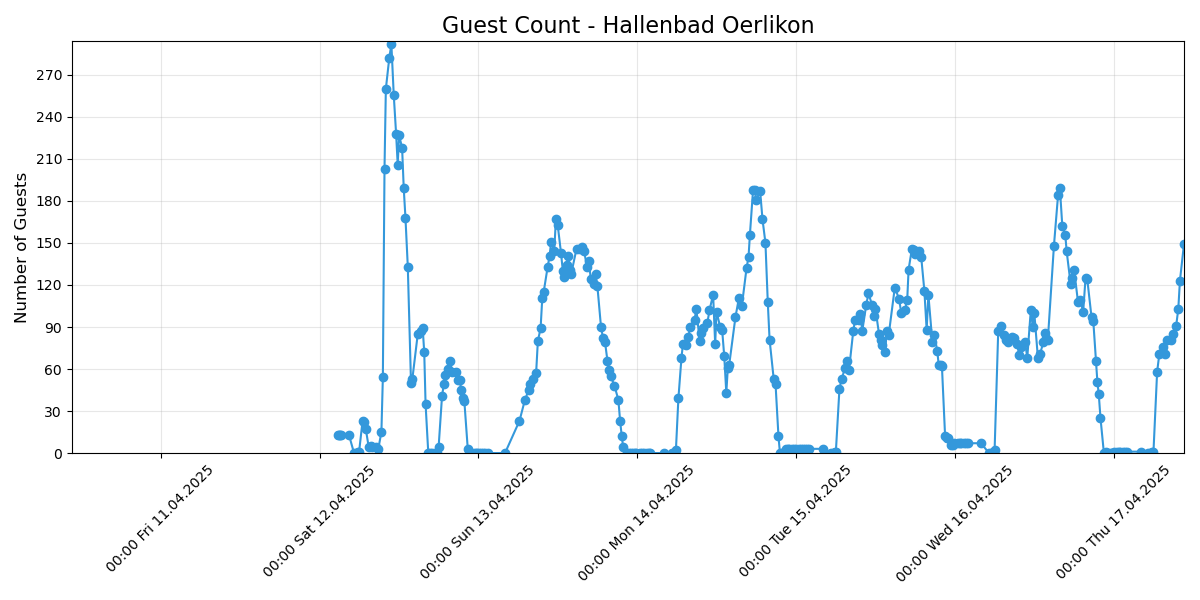 Guest Count - Hallenbad Oerlikon
Number of Guests
270
240
210
180
150
120
90
60
30
0
00:00 Fri 11.04.2025
00:00 Sat 12.04.2025
00:00 Sun 13.04.2025
00:00 Mon 14.04.2025
00:00 Tue 15.04.2025
00:00 Wed 16.04.2025
00:00 Thu 17.04.2025